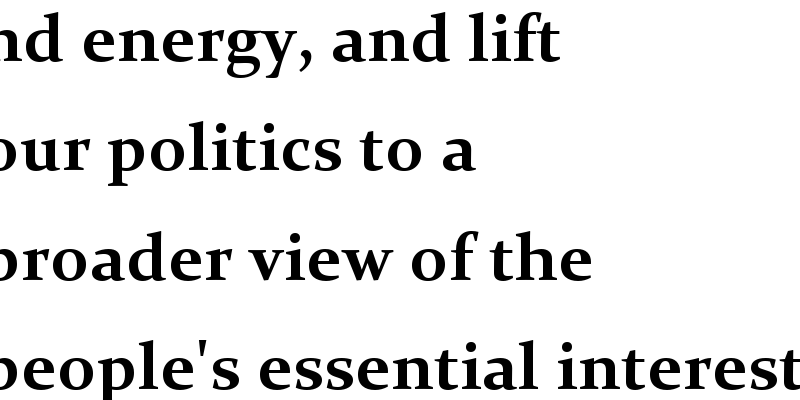 nd energy, and lift
our politics to a
broader view of the
people's essential interest